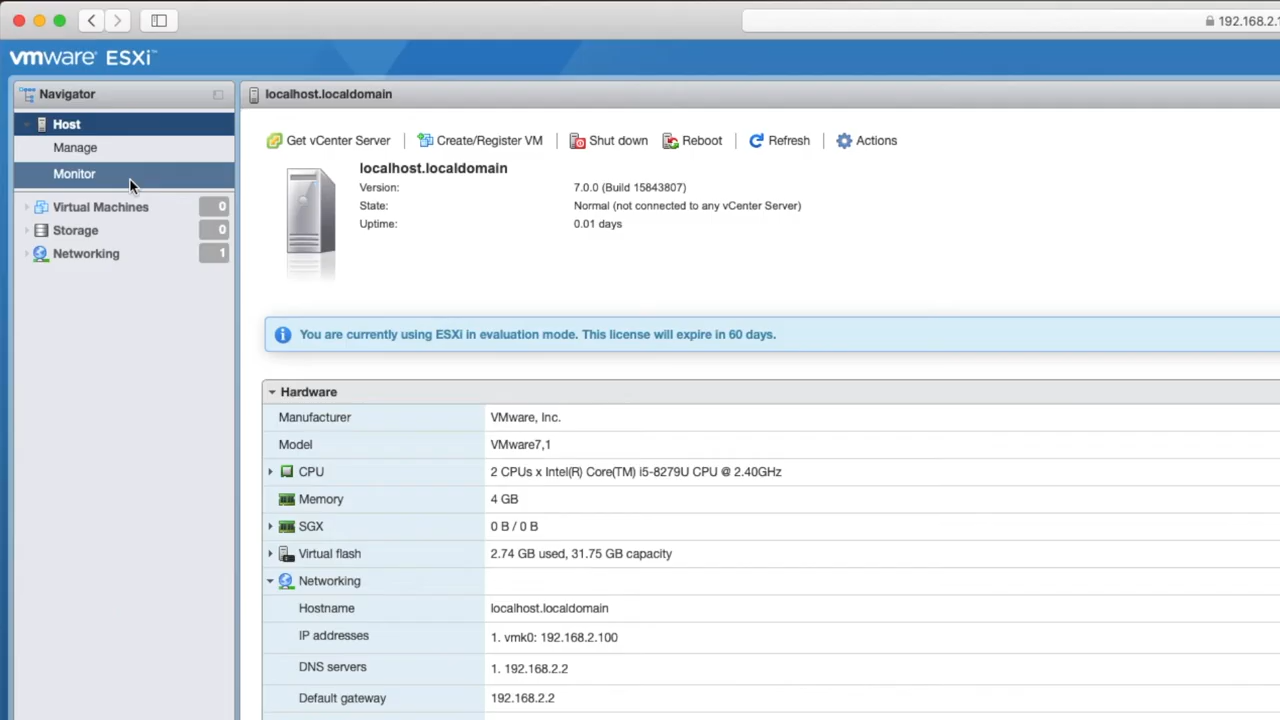 192.168.2.1
vmware ESXi™
Navigator
localhost.localdomain
Host
Manage
Monitor
Virtual Machines 0
Storage 0
Networking 1
Get vCenter Server
Create/Register VM
Shut down
Reboot
Refresh
Actions
localhost.localdomain
Version: 7.0.0 (Build 15843807)
State: Normal (not connected to any vCenter Server)
Uptime: 0.01 days
You are currently using ESXi in evaluation mode. This license will expire in 60 days.
Hardware
Manufacturer VMware, Inc.
Model VMware7,1
CPU 2 CPUs x Intel(R) Core(TM) i5-8279U CPU @ 2.40GHz
Memory 4 GB
SGX 0 B / 0 B
Virtual flash 2.74 GB used, 31.75 GB capacity
Networking
Hostname localhost.localdomain
IP addresses 1. vmk0: 192.168.2.100
DNS servers 1. 192.168.2.2
Default gateway 192.168.2.2